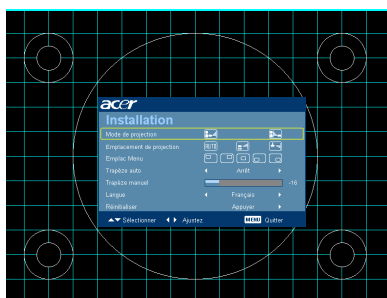 acer
Installation
Mode de projection
Emplacement de projection AUTO
Emplac Menu
Trapèze auto Arrêt
Trapèze manuel -16
Langue Français
Réinitialiser Appuyer
Sélectionner Ajustez MENU Quitter